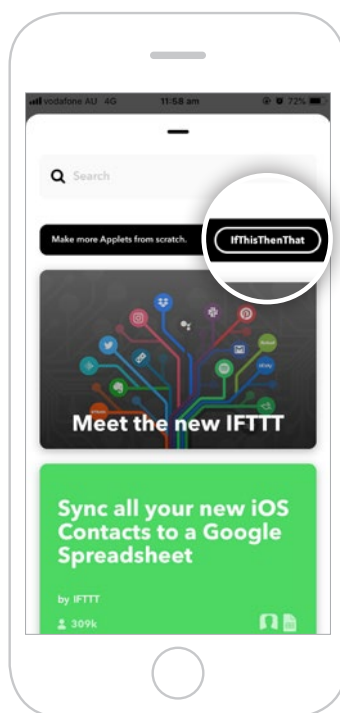 vodafone AU 4G 11:58 am 72%
Search
Make more Applets from scratch. IfThisThenThat
Meet the new IFTTT
Sync all your new iOS
Contacts to a Google
Spreadsheet
by IFTTT
309k